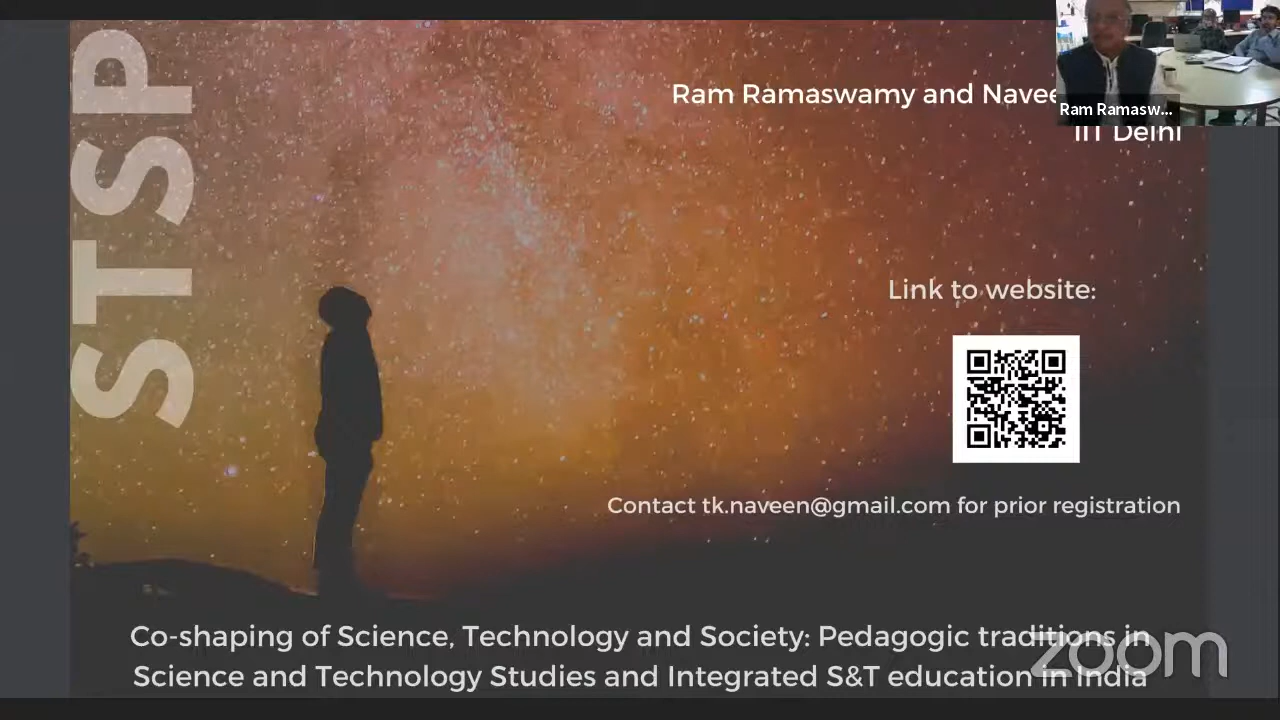 STSP
Ram Ramaswamy and
Ram Ramasw...
IIT Delhi
Link to website:
Contact tk.naveen@gmail.com for prior registration
Co-shaping of Science, Technology and Society: Pedagogic traditions in
Science and Technology Studies and Integrated S&T education in India
zoom